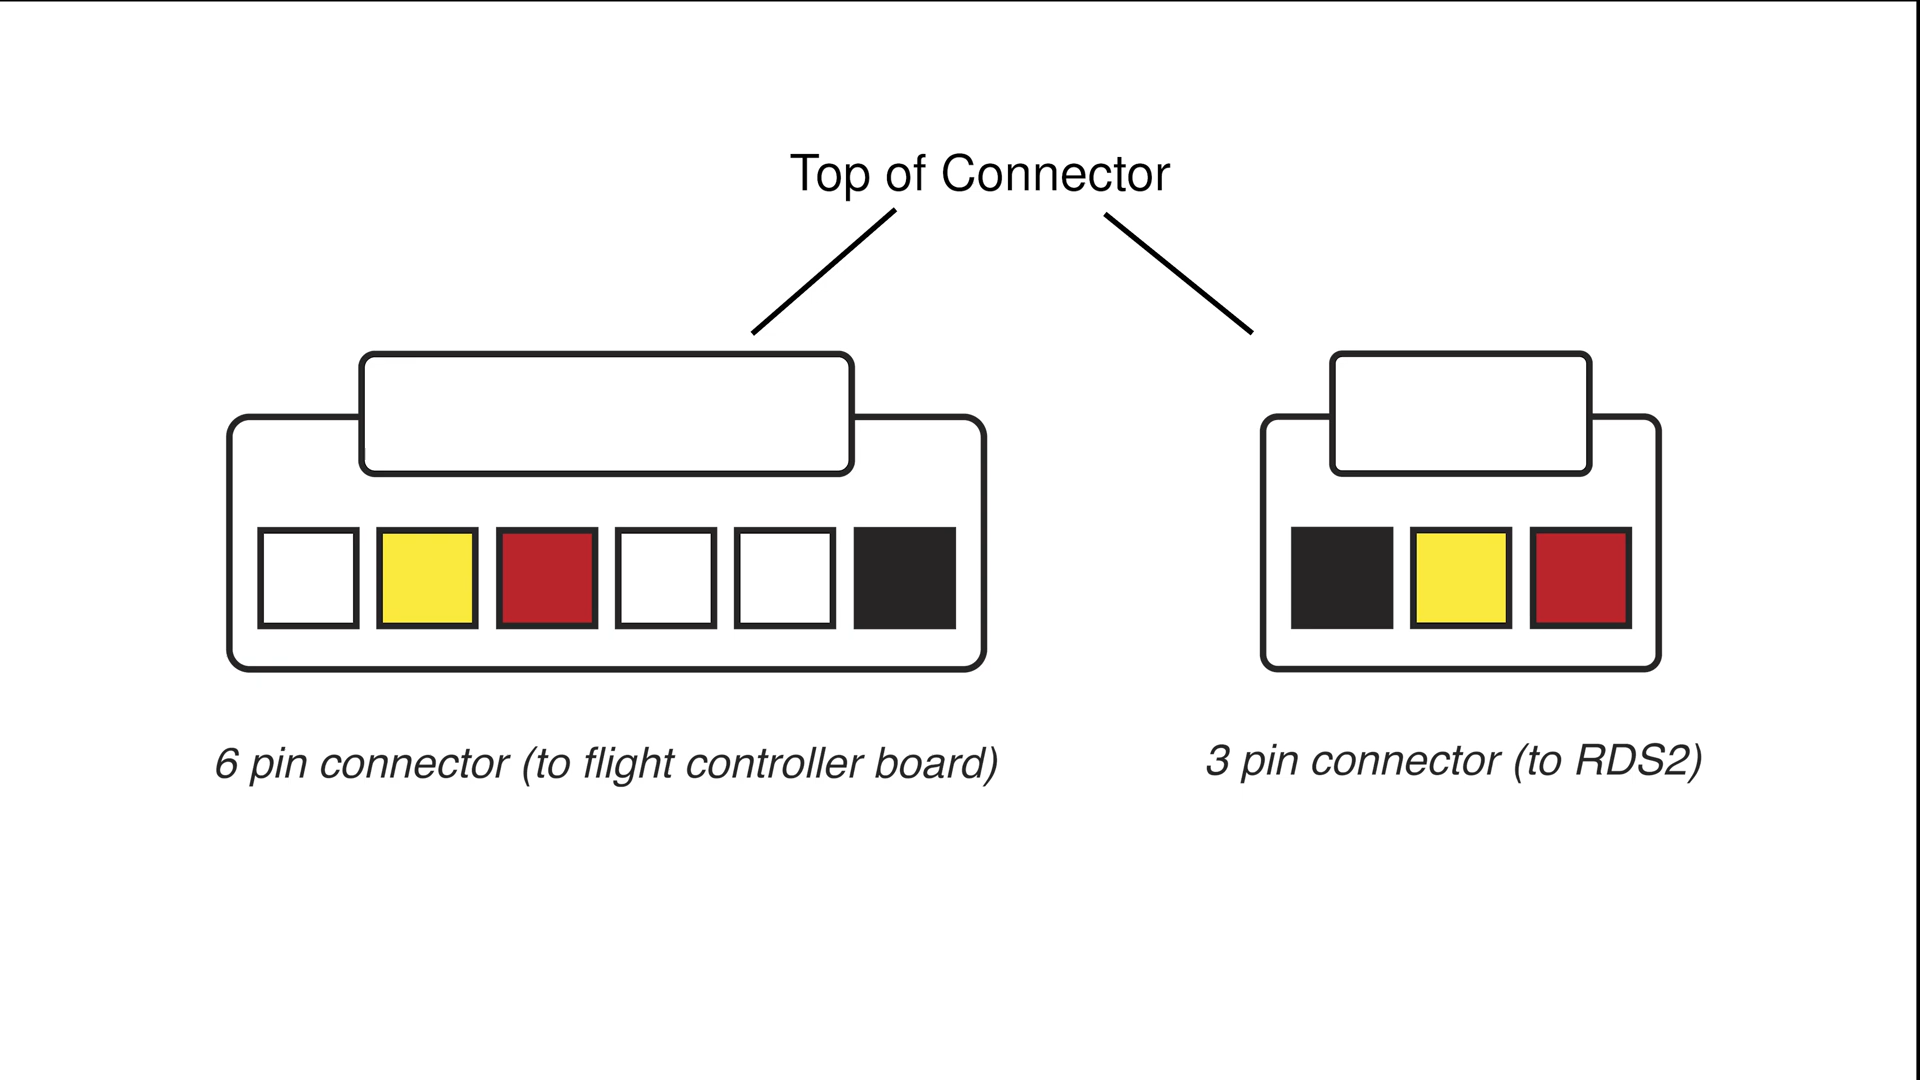 Top of Connector
6 pin connector (to flight controller board)
3 pin connector (to RDS2)